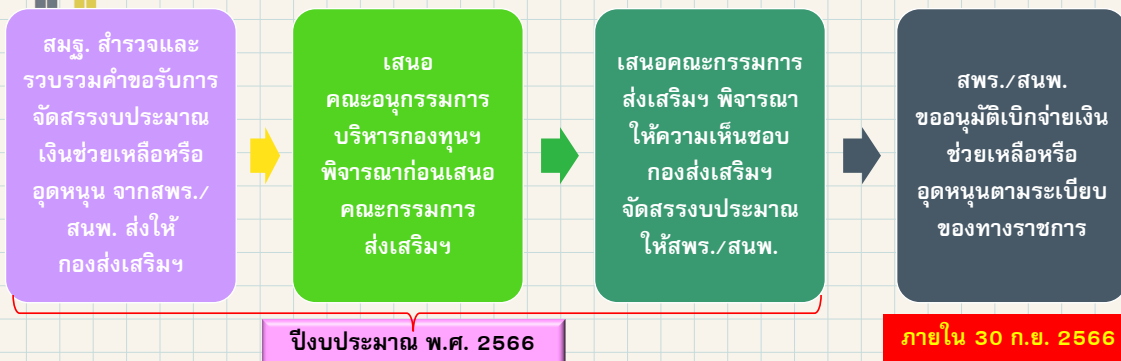 สมฐ. สำรวจและ
รวบรวมคำขอรับการ
จัดสรรงบประมาณ
เงินช่วยเหลือหรือ
อุดหนุน จากสพร./
สนพ. ส่งให้
กองส่งเสริมฯ
เสนอ
คณะอนุกรรมการ
บริหารกองทุนฯ
พิจารณาก่อนเสนอ
คณะกรรมการ
ส่งเสริมฯ
เสนอคณะกรรมการ
ส่งเสริมฯ พิจารณา
ให้ความเห็นชอบ
กองส่งเสริมฯ
จัดสรรงบประมาณ
ให้สพร./สนพ.
สพร./สนพ.
ขออนุมัติเบิกจ่ายเงิน
ช่วยเหลือหรือ
อุดหนุนตามระเบียบ
ของทางราชการ
ปีงบประมาณ พ.ศ. 2566
ภายใน 30 ก.ย. 2566